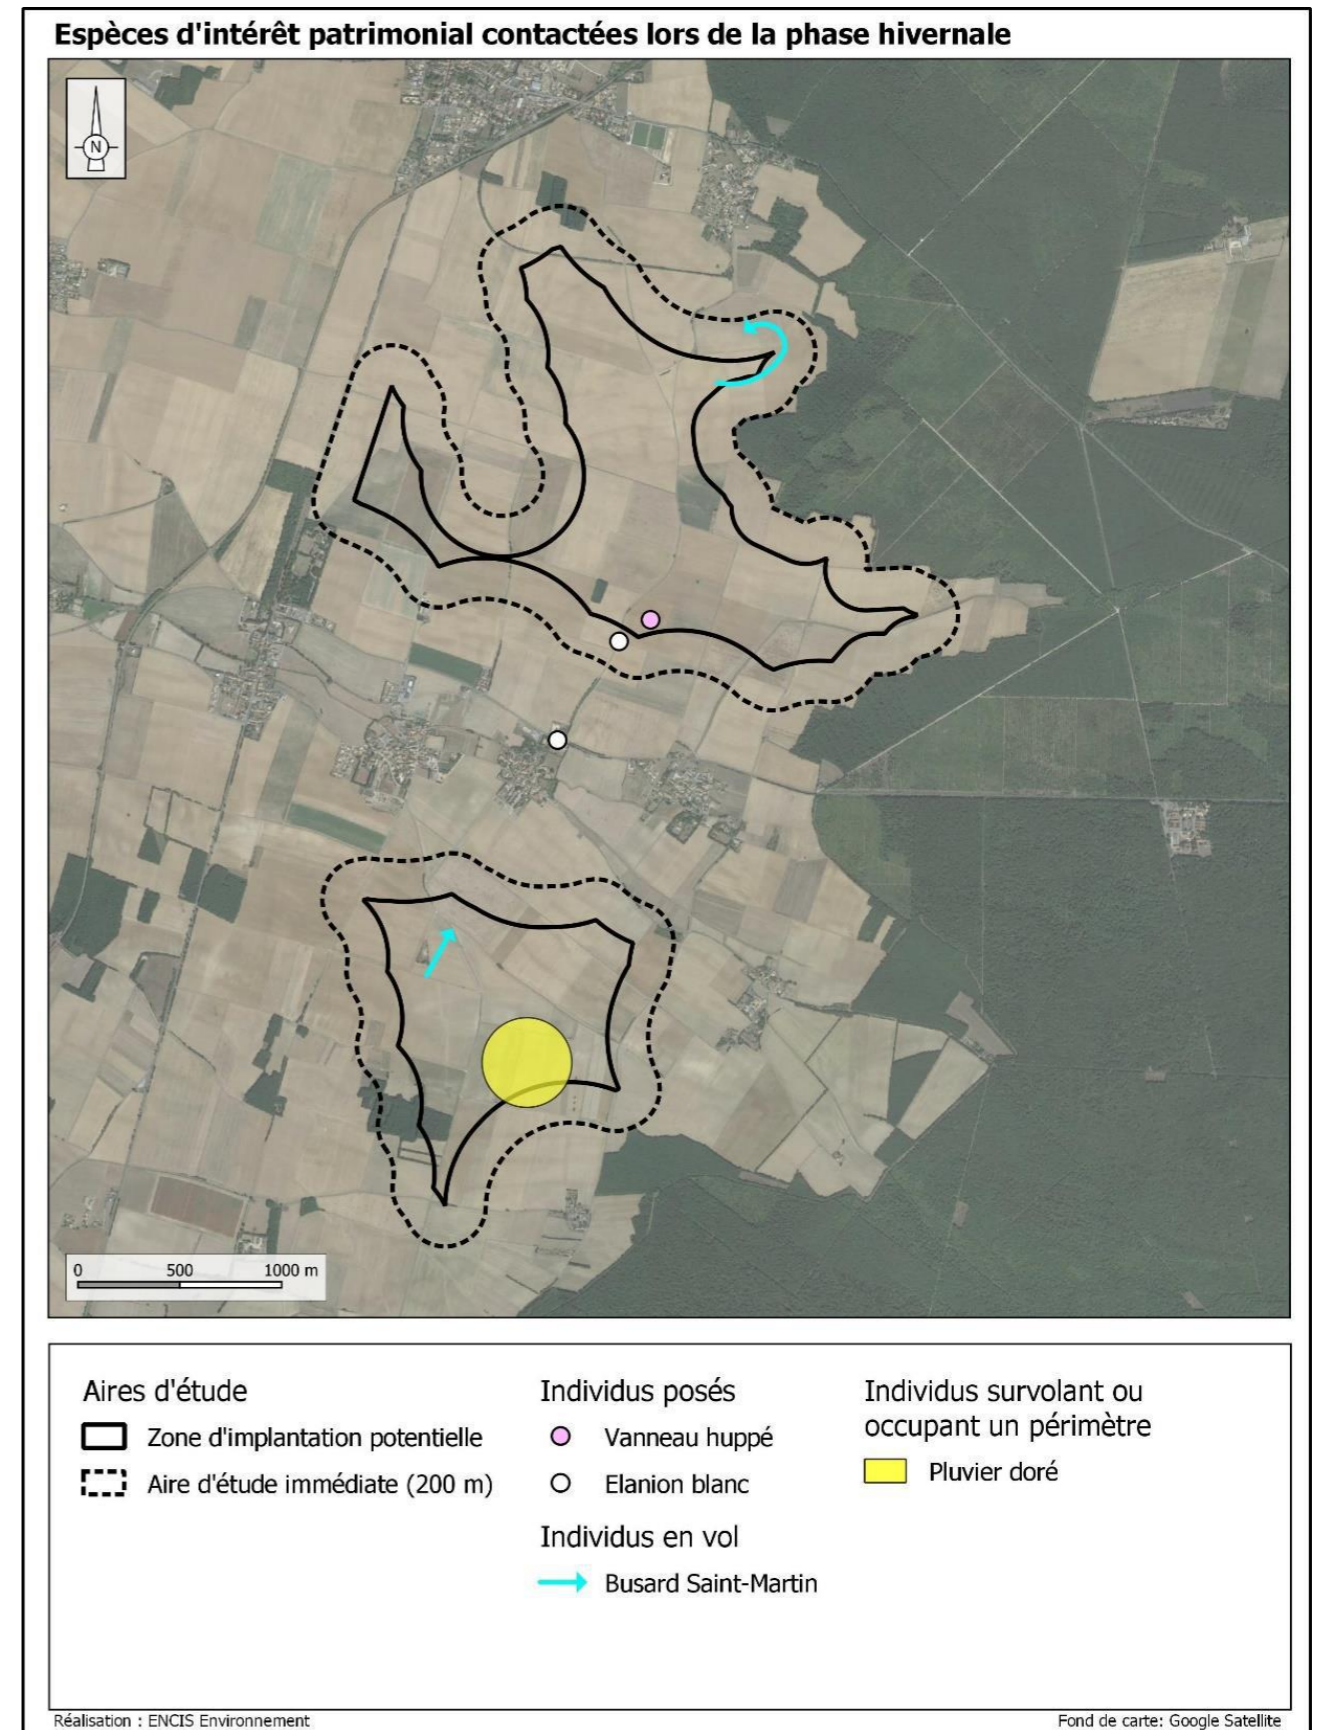 Espèces d'intérêt patrimonial contactées lors de la phase hivernale
N
0 500 1000 m
Aires d'étude
Zone d'implantation potentielle
Aire d'étude immédiate (200 m)
Individus posés
Vanneau huppé
Elanion blanc
Individus en vol
Busard Saint-Martin
Individus survolant ou
occupant un périmètre
Pluvier doré
Réalisation : ENCIS Environnement
Fond de carte: Google Satellite